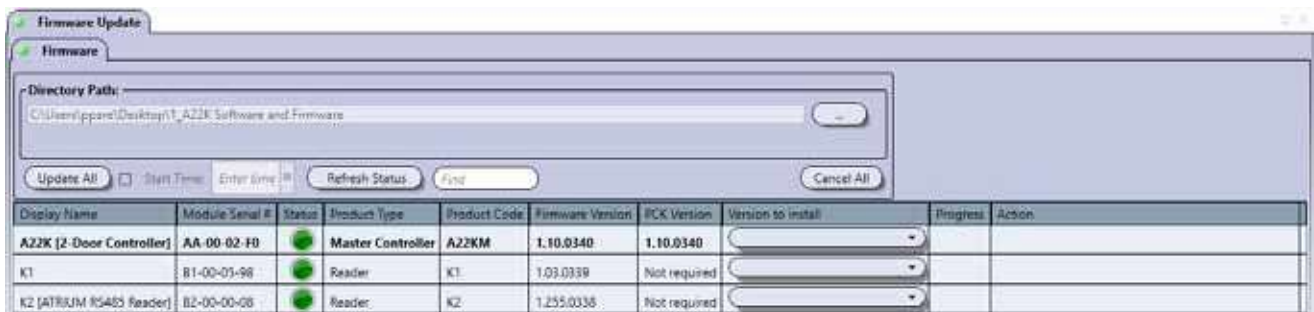 Firmware Update
Firmware
Directory Path:
C:\Users\ppare\Desktop\1_A22K Software and Firmware
...
Update All Start Time: Enter time Refresh Status Find Cancel All
Display Name Module Serial # Status Product Type Product Code Firmware Version PCK Version Version to install Progress Action
A22K [2-Door Controller] AA-00-02-F0 Master Controller A22KM 1.10.0340 1.10.0340
K1 B1-00-05-98 Reader K1 1.03.0339 Not required
K2 [ATRIUM RS485 Reader] B2-00-00-08 Reader K2 1.255.0338 Not required